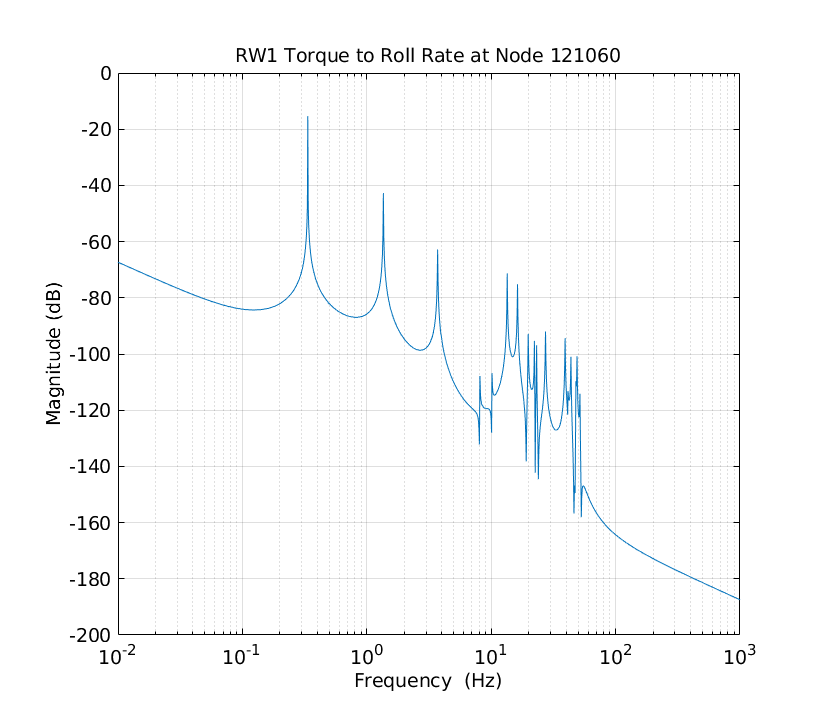 RW1 Torque to Roll Rate at Node 121060
Magnitude (dB)
0
-20
-40
-60
-80
-100
-120
-140
-160
-180
-200
10^-2 10^-1 10^0 10^1 10^2 10^3
Frequency (Hz)